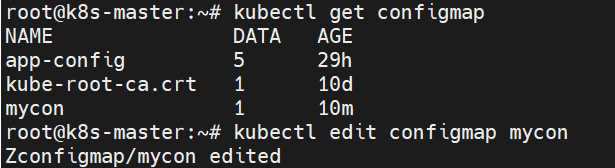 root@k8s-master:~# kubectl get configmap
NAME DATA AGE
app-config 5 29h
kube-root-ca.crt 1 10d
mycon 1 10m
root@k8s-master:~# kubectl edit configmap mycon
Zconfigmap/mycon edited